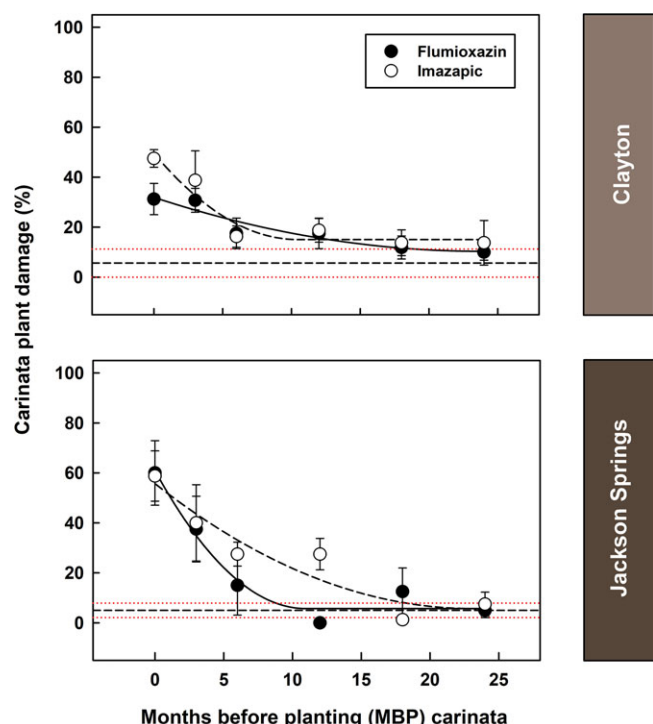 100
80
60
40
20
0
Flumioxazin
Imazapic
Clayton
Carinata plant damage (%)
100
80
60
40
20
0
Jackson Springs
0 5 10 15 20 25
Months before planting (MBP) carinata